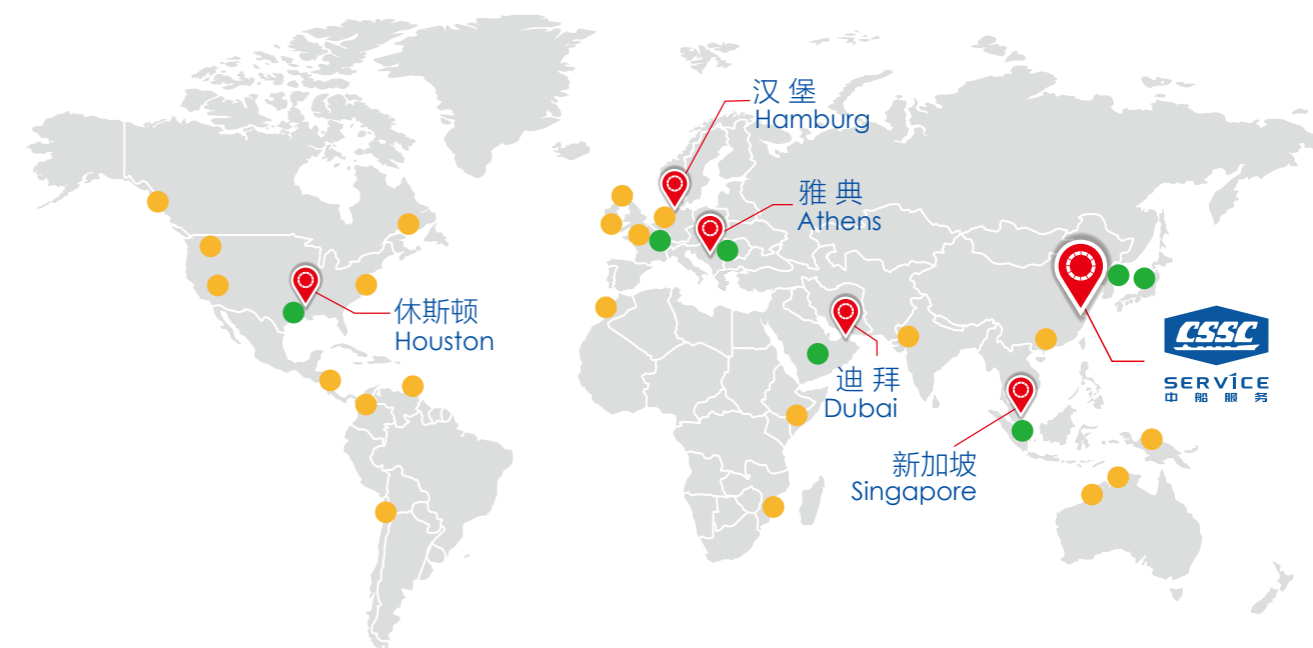 汉堡
Hamburg
雅典
Athens
休斯顿
Houston
迪拜
Dubai
新加坡
Singapore
CSSC
SERVICE
中船服务